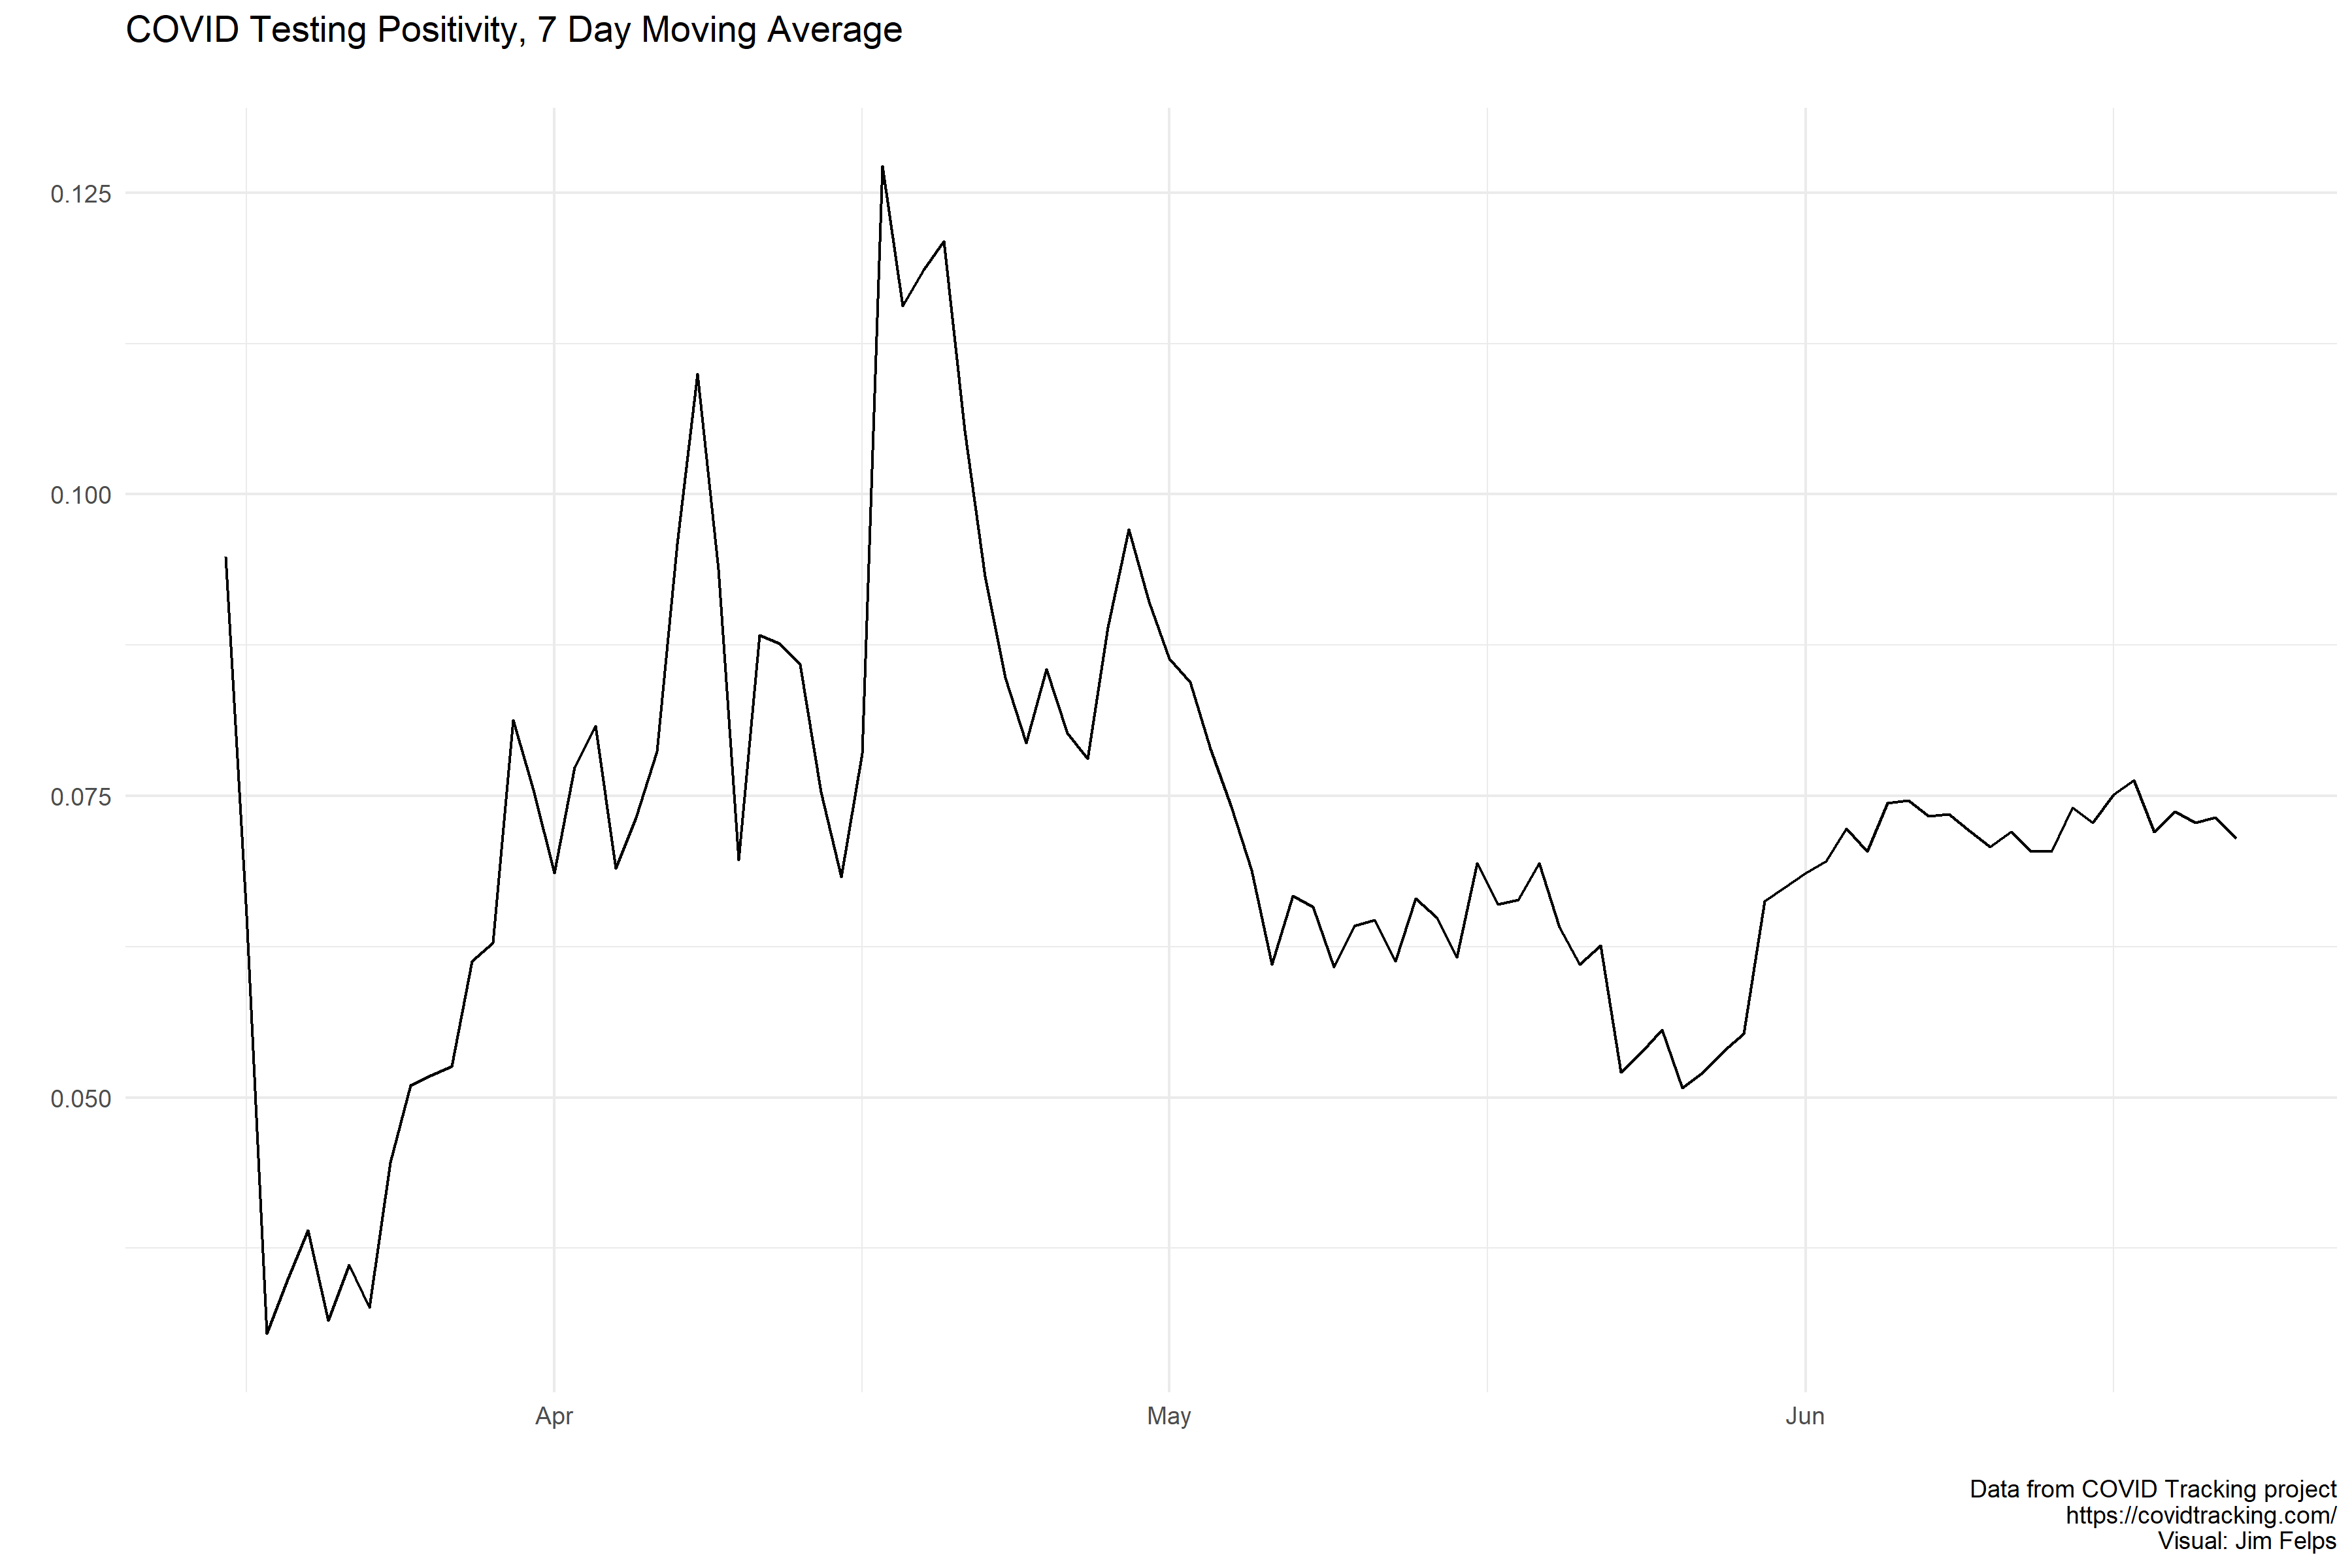 COVID Testing Positivity, 7 Day Moving Average
0.125
0.100
0.075
0.050
Apr May Jun
Data from COVID Tracking project
https://covidtracking.com/
Visual: Jim Felps